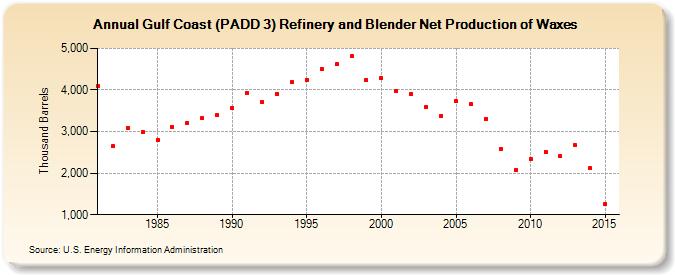 Annual Gulf Coast (PADD 3) Refinery and Blender Net Production of Waxes
Thousand Barrels
5,000
4,000
3,000
2,000
1,000
1985 1990 1995 2000 2005 2010 2015
Source: U.S. Energy Information Administration